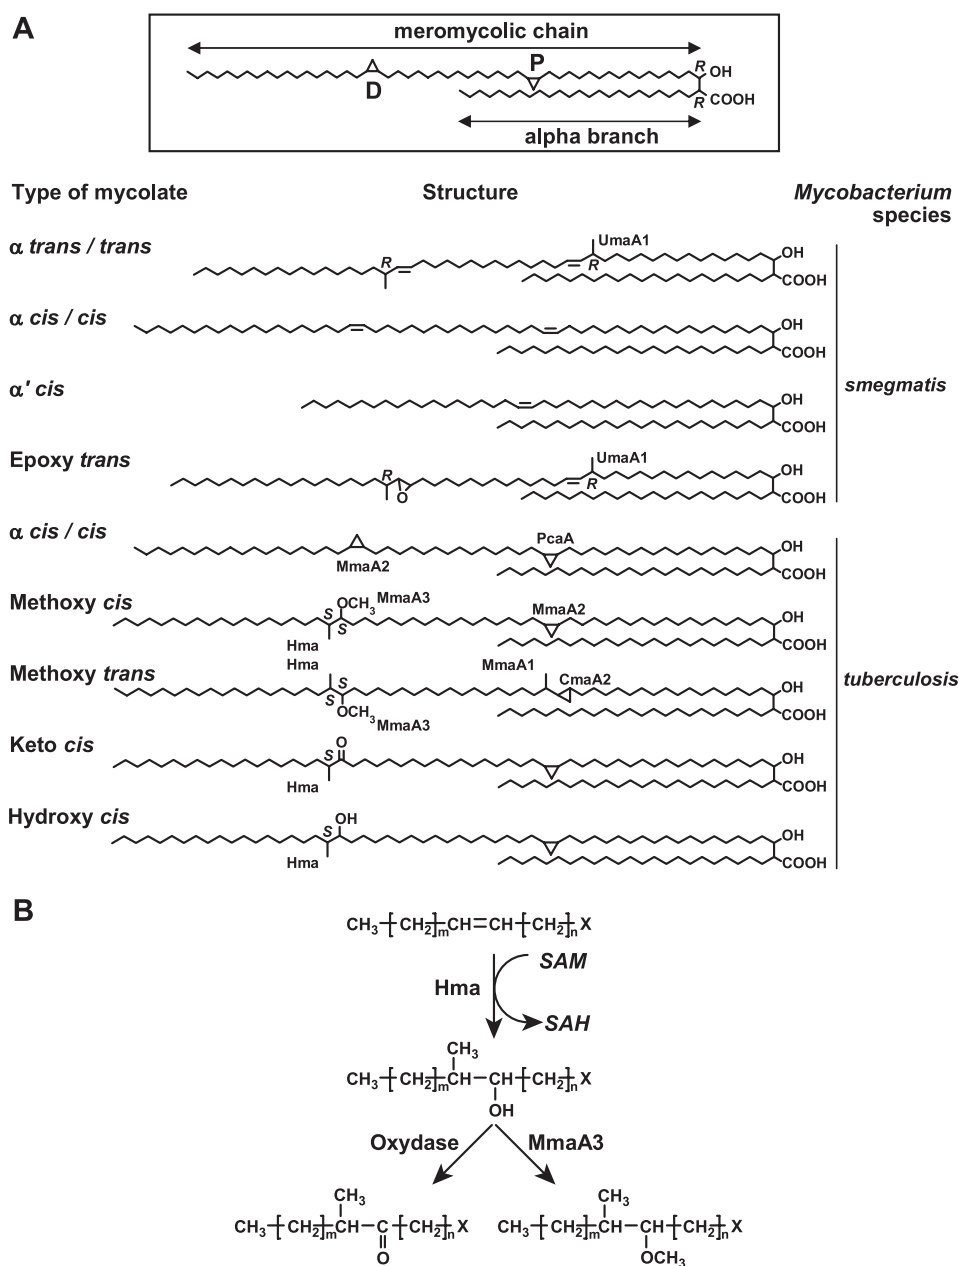 A
meromycolic chain
D
P
R
OH
R
COOH
alpha branch
Type of mycolate
Structure
Mycobacterium
species
α trans / trans
R
UmaA1
R
OH
COOH
α cis / cis
OH
COOH
α' cis
OH
COOH
smegmatis
Epoxy trans
R
O
UmaA1
R
OH
COOH
α cis / cis
MmaA2
PcaA
OH
COOH
Methoxy cis
S
OCH3
MmaA3
S
Hma
MmaA2
OH
COOH
Methoxy trans
Hma
S
S
OCH3
MmaA3
MmaA1
CmaA2
OH
COOH
tuberculosis
Keto cis
S
O
Hma
OH
COOH
Hydroxy cis
S
OH
Hma
OH
COOH
B
CH3-[CH2]m-CH=CH-[CH2]n-X
Hma
SAM
SAH
CH3
CH3-[CH2]m-CH-CH-[CH2]n-X
OH
Oxydase
MmaA3
CH3
CH3-[CH2]m-CH-C-[CH2]n-X
O
CH3
CH3-[CH2]m-CH-CH-[CH2]n-X
OCH3